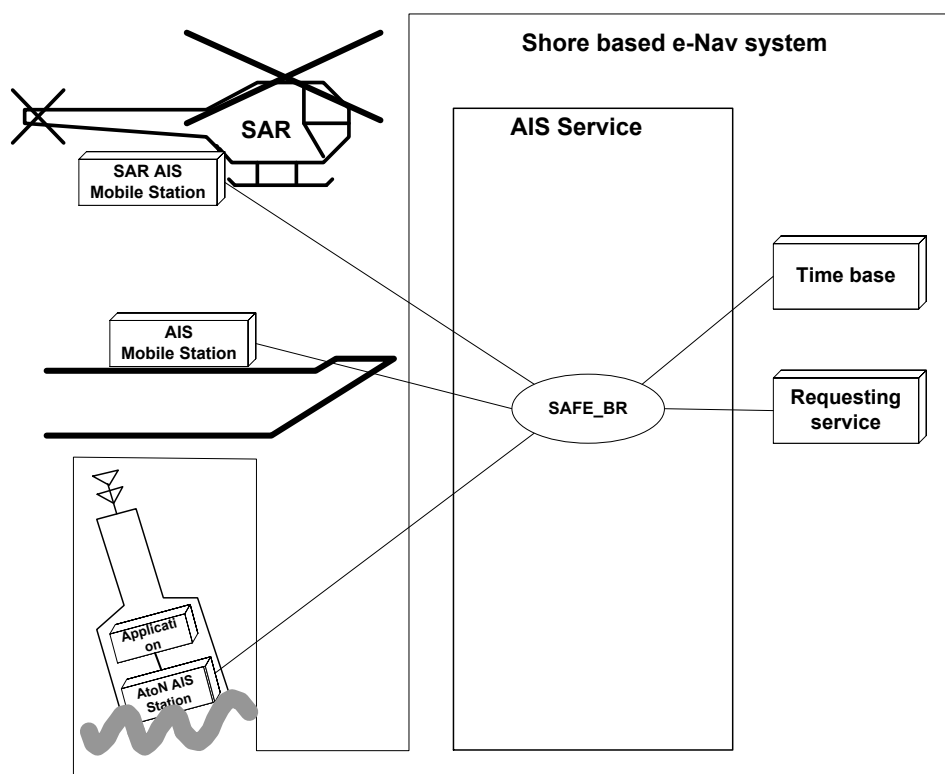 Shore based e-Nav system
SAR
AIS Service
SAR AIS
Mobile Station
Time base
AIS
Mobile Station
SAFE_BR
Requesting
service
Applicati
on
AtoN AIS
Station